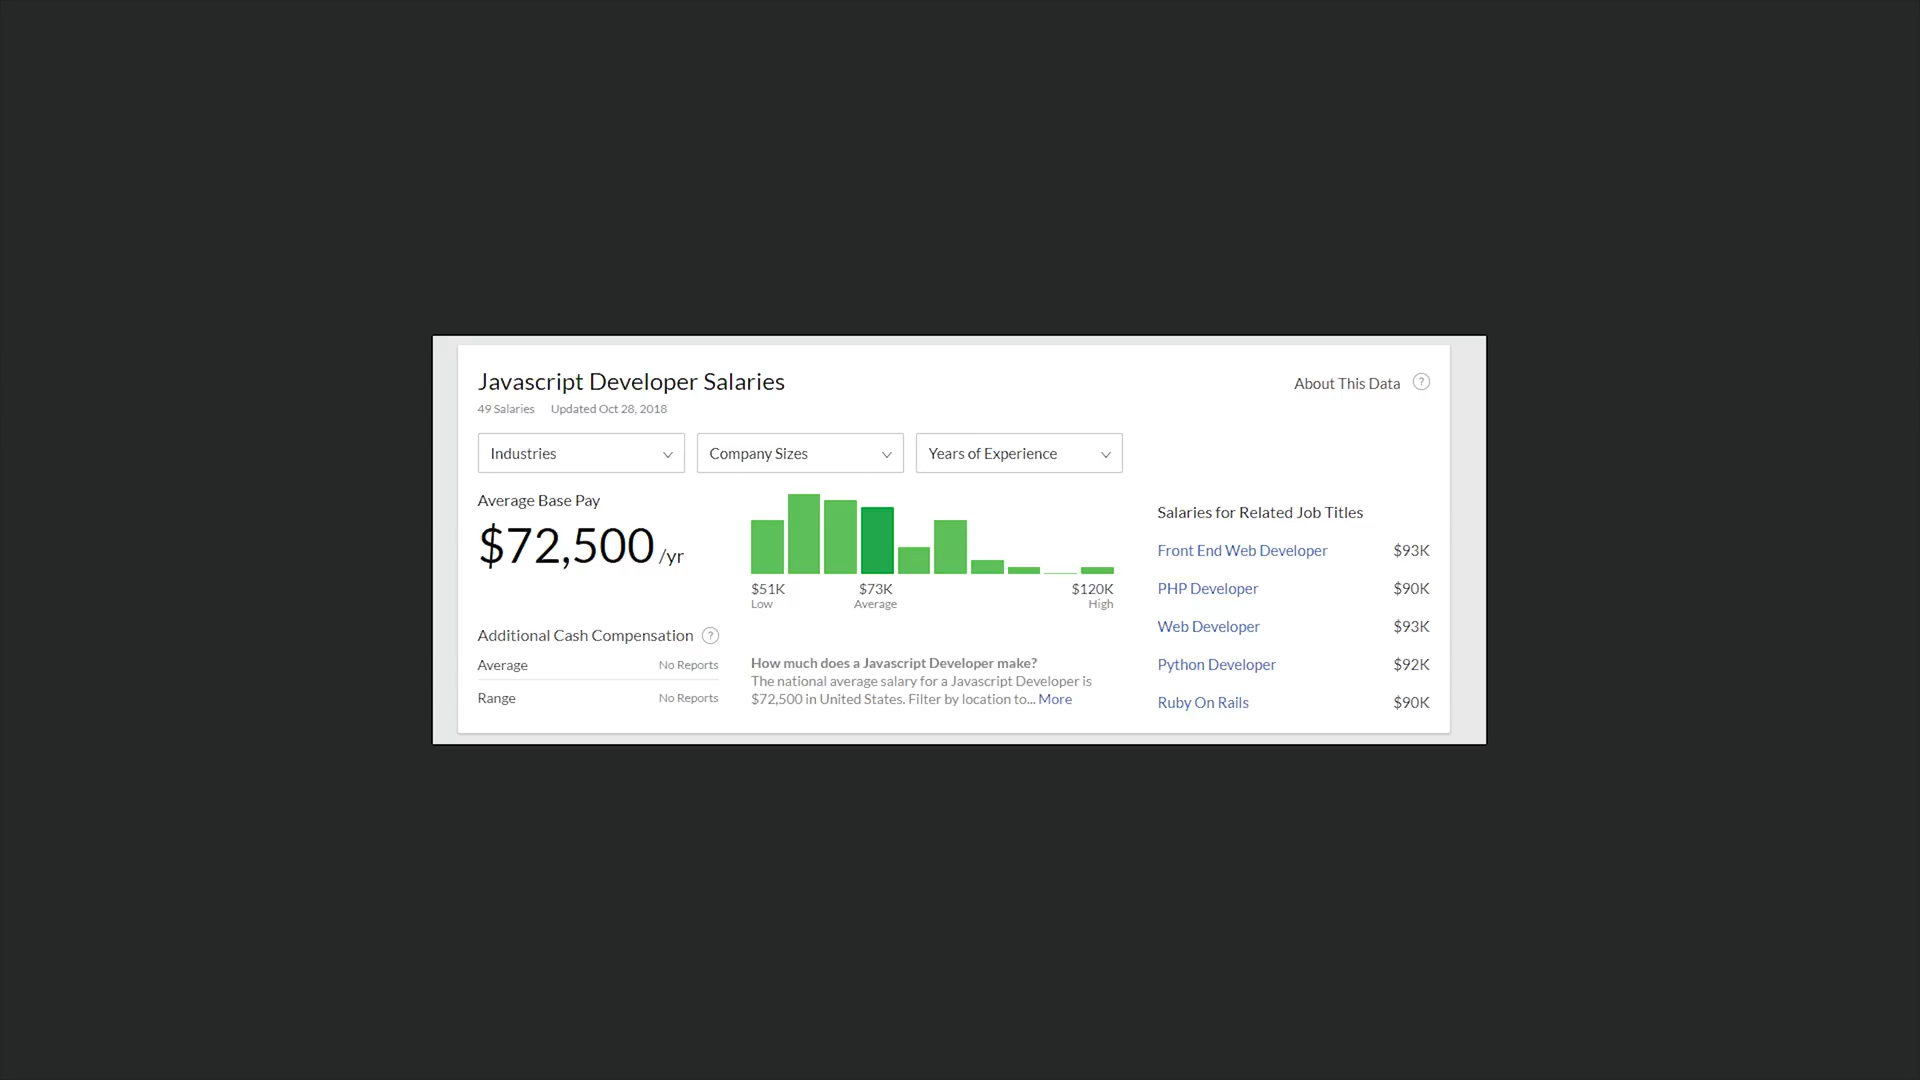 Javascript Developer Salaries
About This Data ?
49 Salaries Updated Oct 28, 2018
Industries
Company Sizes
Years of Experience
Average Base Pay
$72,500 /yr
$51K
Low
$73K
Average
$120K
High
Additional Cash Compensation ?
Average No Reports
Range No Reports
How much does a Javascript Developer make?
The national average salary for a Javascript Developer is
$72,500 in United States. Filter by location to... More
Salaries for Related Job Titles
Front End Web Developer $93K
PHP Developer $90K
Web Developer $93K
Python Developer $92K
Ruby On Rails $90K